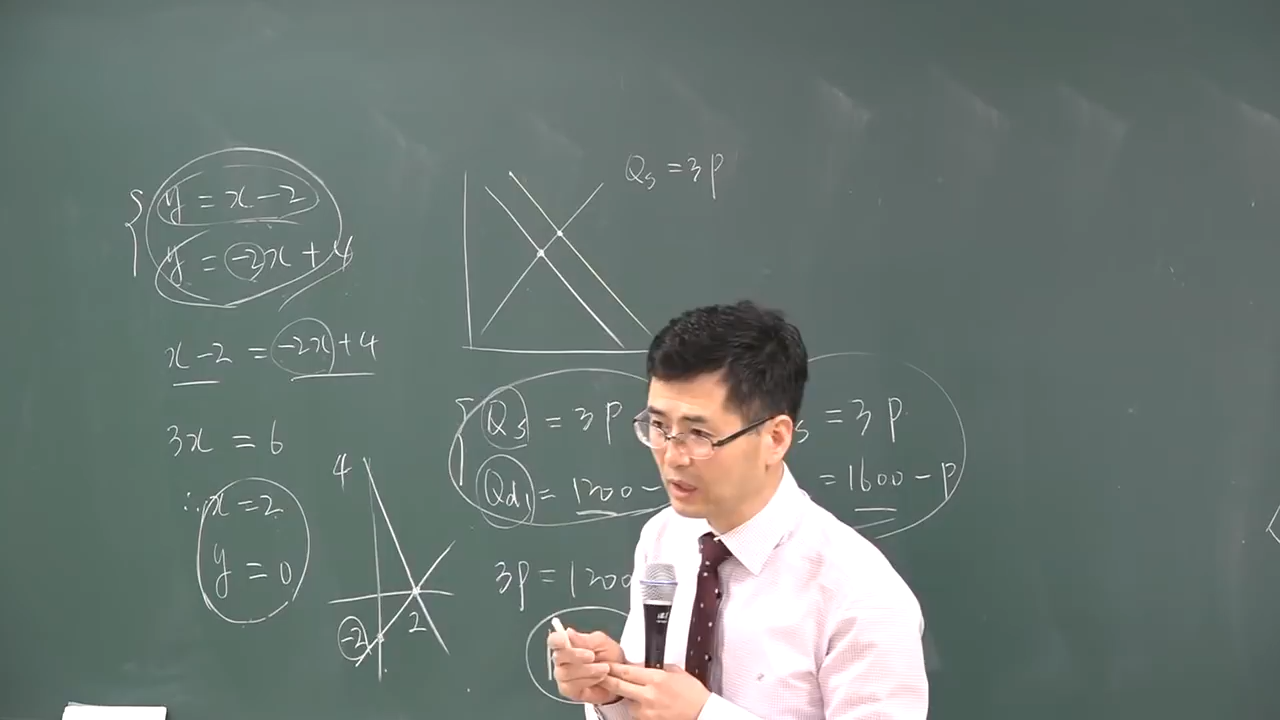 y = x - 2
y = -2x + 4
x - 2 = -2x + 4
3x = 6
∴ x = 2
y = 0
4
-2
2
Qs = 3p
Qs = 3p
Qd1 = 1200 -
3p = 1200
s = 3p
= 1600 - p